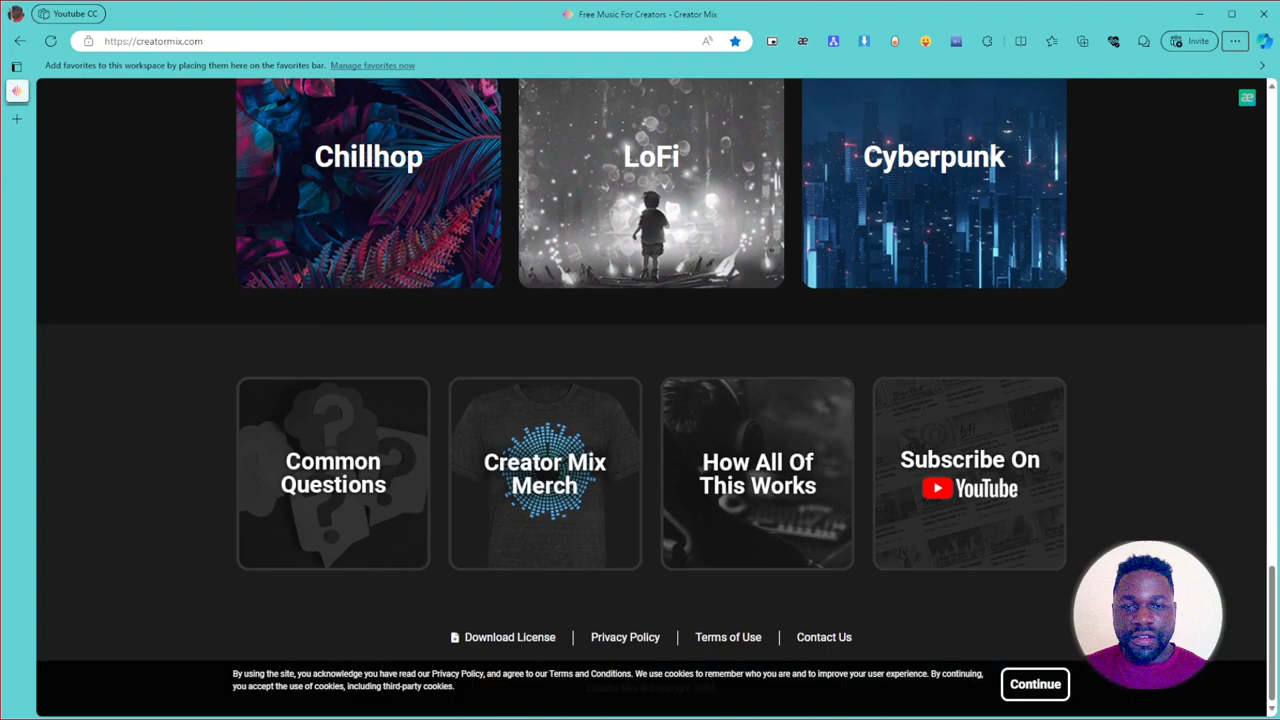 Youtube CC
Free Music For Creators - Creator Mix
https://creatormix.com
Invite
Add favorites to this workspace by placing them here on the favorites bar. Manage favorites now
æ
Chillhop
LoFi
Cyberpunk
Common
Questions
Creator Mix
Merch
How All Of
This Works
Subscribe On
YouTube
Download License
Privacy Policy
Terms of Use
Contact Us
By using the site, you acknowledge you have read our Privacy Policy, and agree to our Terms and Conditions. We use cookies to remember who you are and to improve your user experience. By continuing,
you accept the use of cookies, including third-party cookies.
Continue